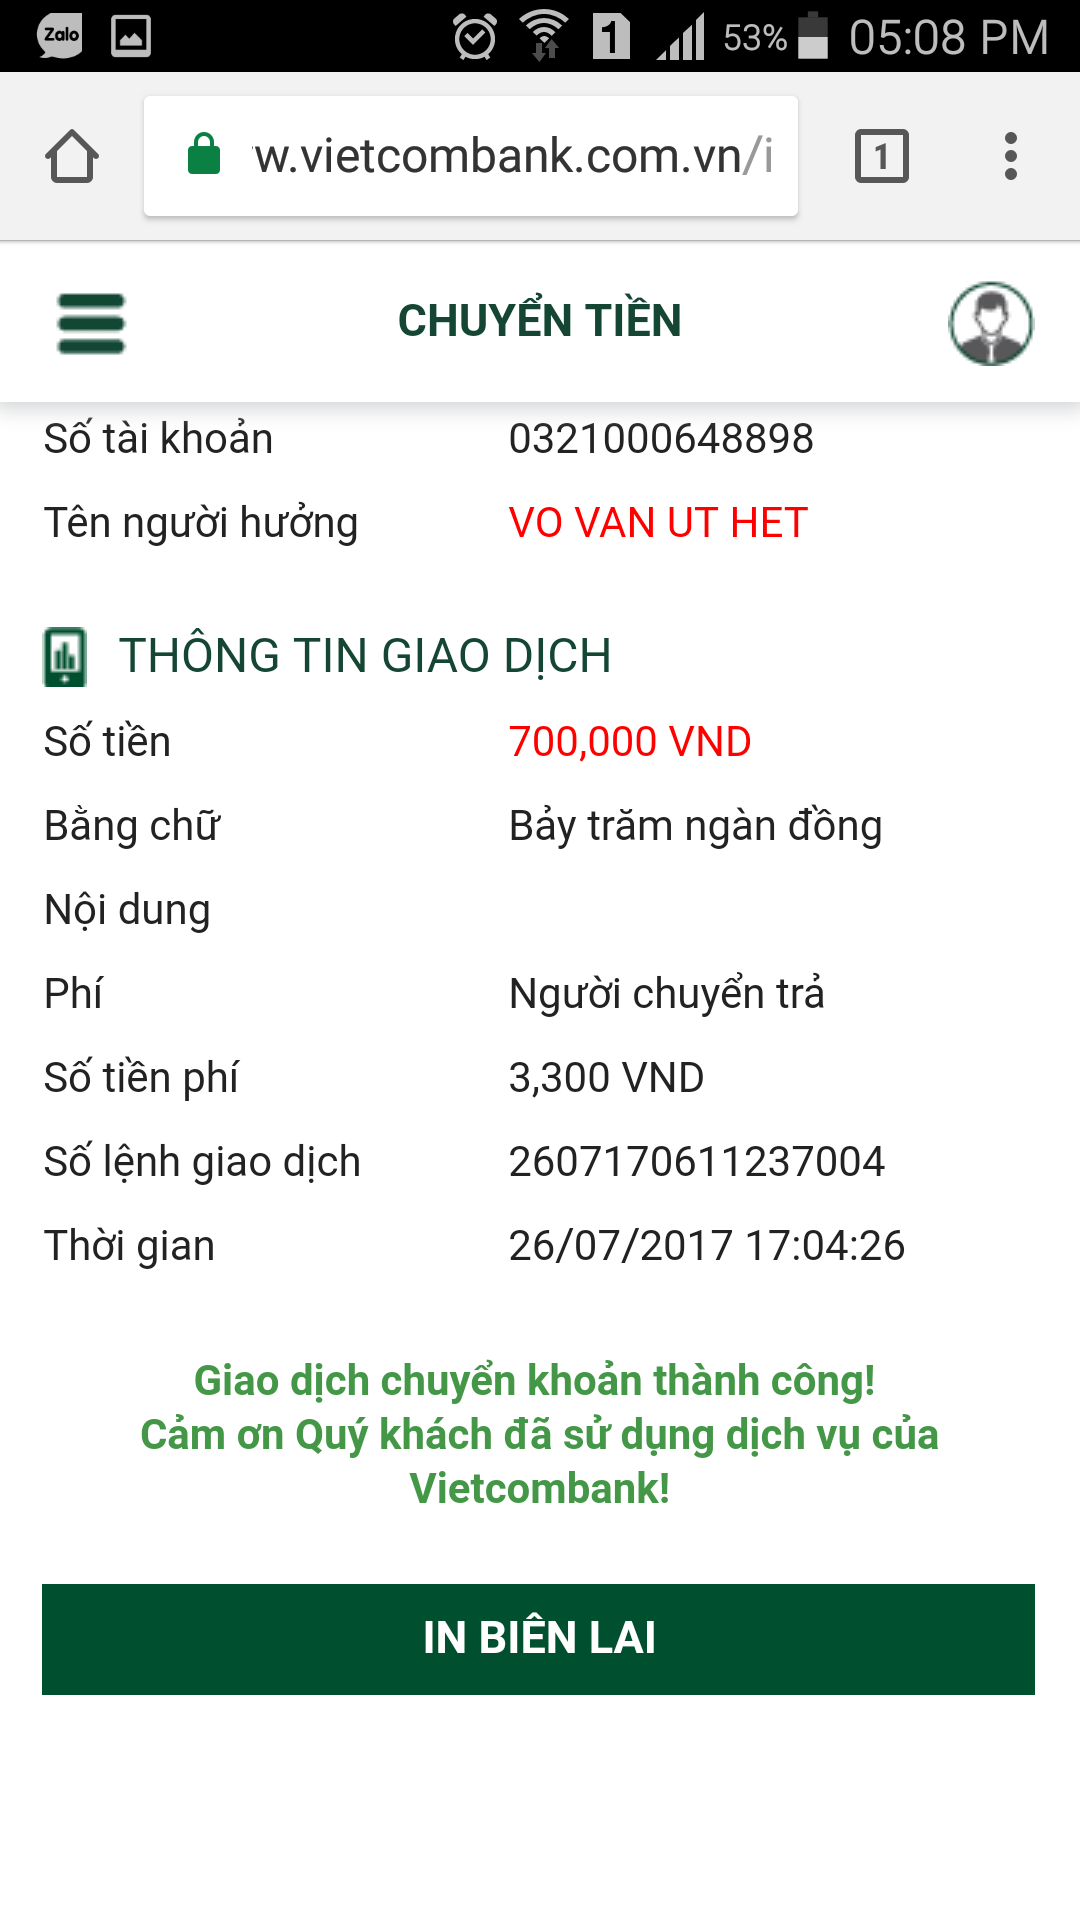 Zalo
1
53%
05:08 PM
w.vietcombank.com.vn/i
1
CHUYỂN TIỀN
Số tài khoản 0321000648898
Tên người hưởng VO VAN UT HET
THÔNG TIN GIAO DỊCH
Số tiền 700,000 VND
Bằng chữ Bảy trăm ngàn đồng
Nội dung
Phí Người chuyển trả
Số tiền phí 3,300 VND
Số lệnh giao dịch 2607170611237004
Thời gian 26/07/2017 17:04:26
Giao dịch chuyển khoản thành công!
Cảm ơn Quý khách đã sử dụng dịch vụ của
Vietcombank!
IN BIÊN LAI